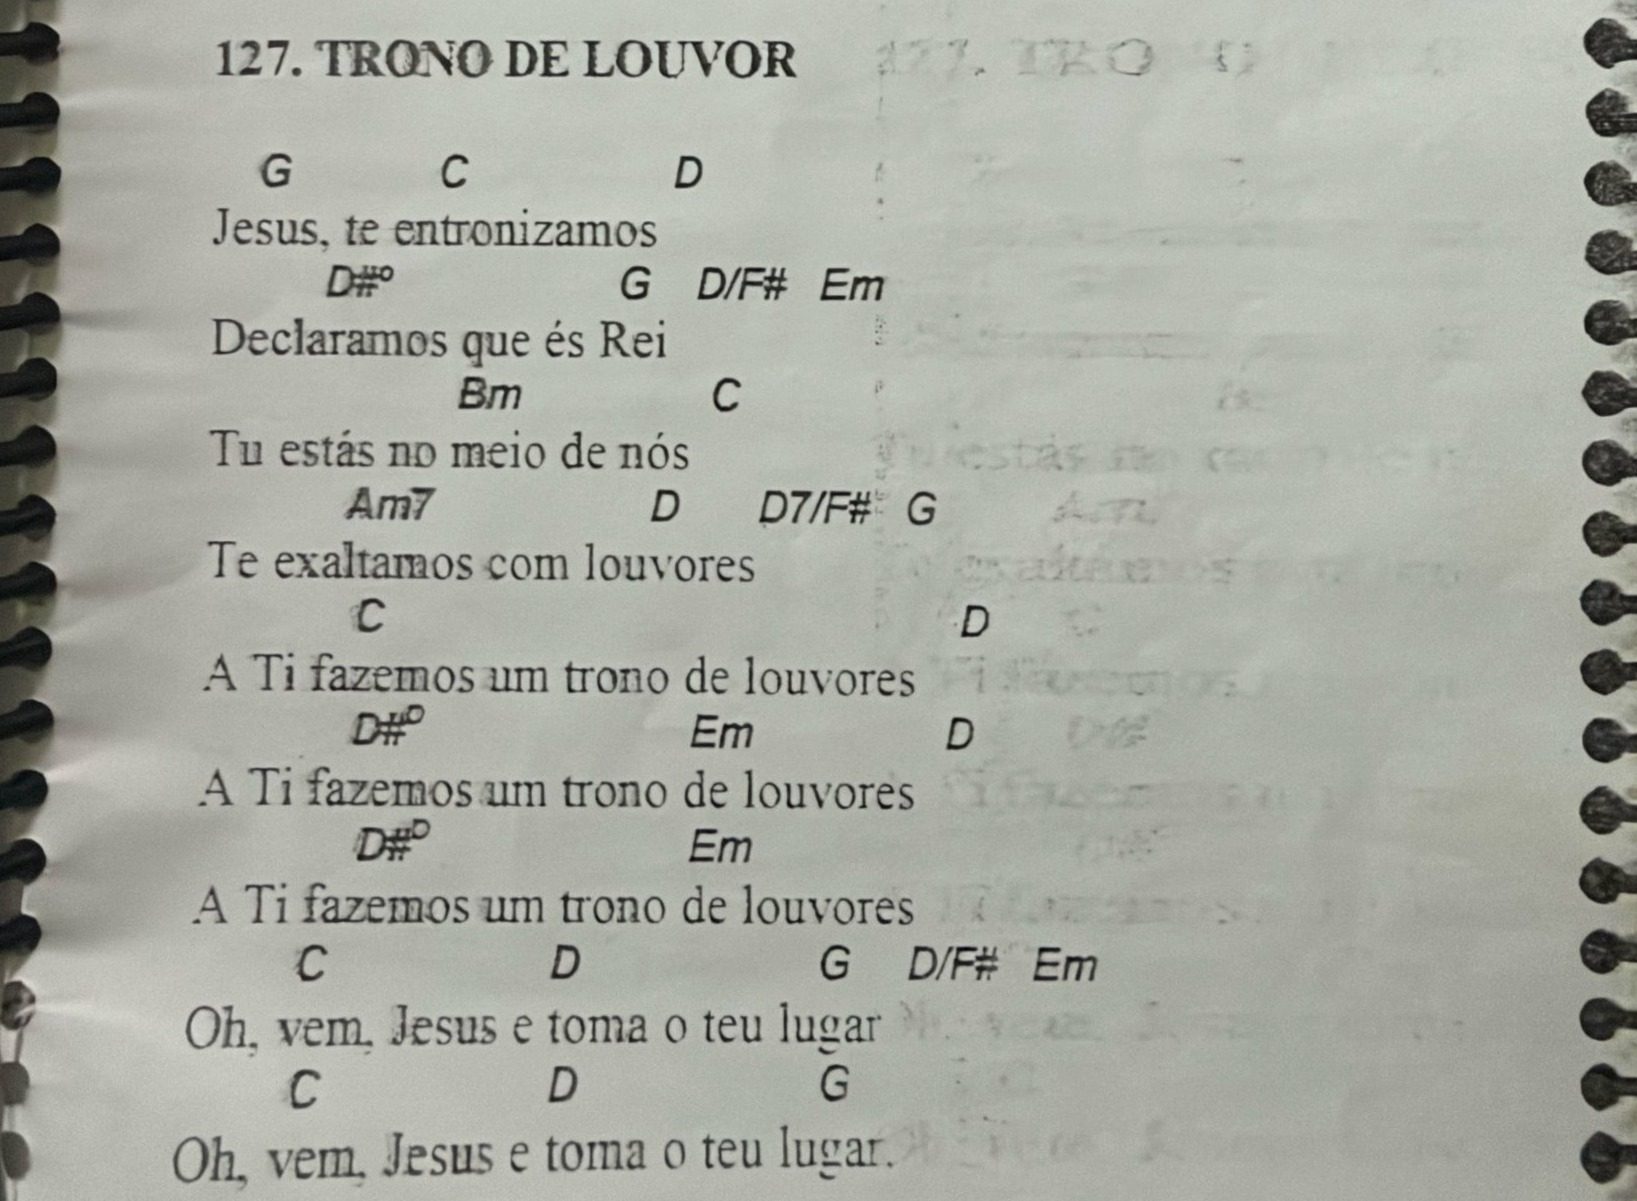 127. TRONO DE LOUVOR
G C D
Jesus, te entronizamos
D#º G D/F# Em
Declaramos que és Rei
Bm C
Tu estás no meio de nós
Am7 D D7/F# G
Te exaltamos com louvores
C D
A Ti fazemos um trono de louvores
D#º Em D
A Ti fazemos um trono de louvores
D#º Em
A Ti fazemos um trono de louvores
C D G D/F# Em
Oh, vem, Jesus e toma o teu lugar
C D G
Oh, vem, Jesus e toma o teu lugar.